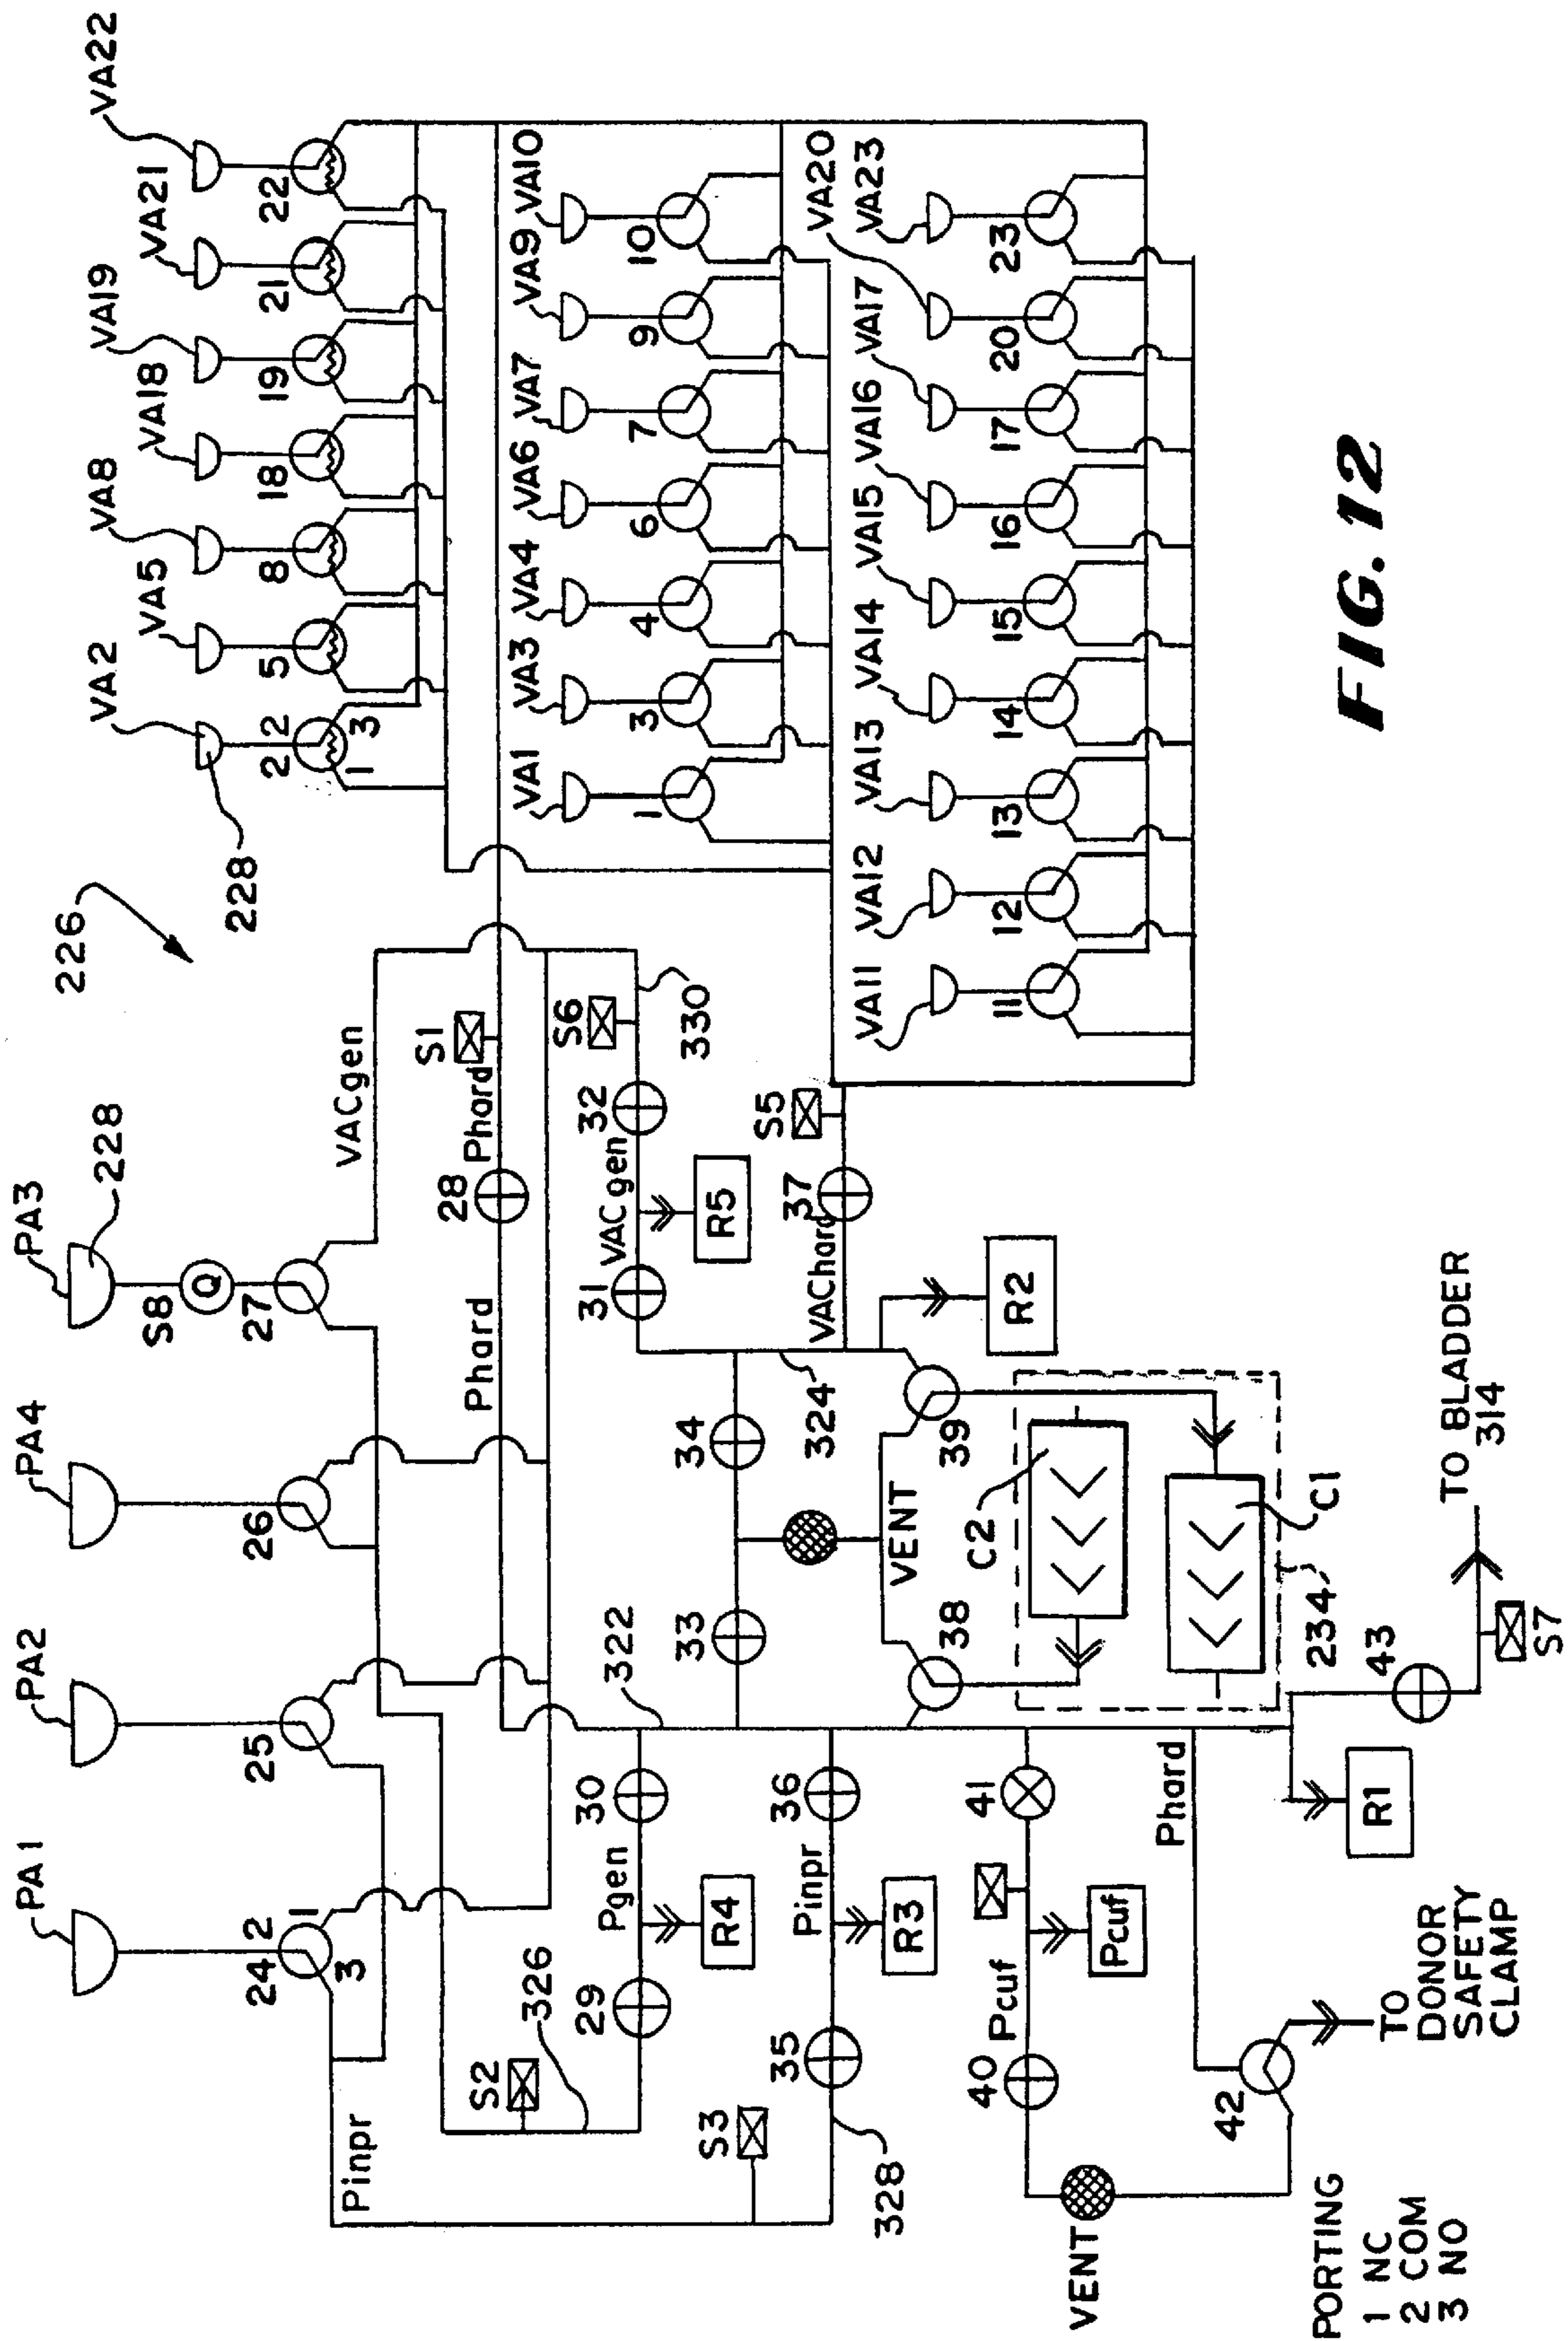 226
PA1
PA2
PA4
PA3
228
S8
Q
24
2
1
3
25
26
27
VACgen
Pinpr
S2
326
S3
328
29
Pgen
30
R4
35
Pinpr
36
R3
322
Phard
Phard
28
S1
S6
31
VACgen
32
R5
330
33
34
324
VAChard
37
S5
R2
VENT
38
39
C2
C1
234
40
Pcuf
41
Pcuf
VENT
42
Phard
R1
43
S7
TO BLADDER
314
TO
DONOR
SAFETY
CLAMP
PORTING
1 NC
2 COM
3 NO
VA2
VA5
VA8
VA18
VA19
VA21
VA22
228
2
2
1
3
5
8
18
19
21
22
VA1
VA3
VA4
VA6
VA7
VA9
VA10
1
3
4
6
7
9
10
VA11
VA12
VA13
VA14
VA15
VA16
VA17
VA20
VA23
11
12
13
14
15
16
17
20
23
FIG.12